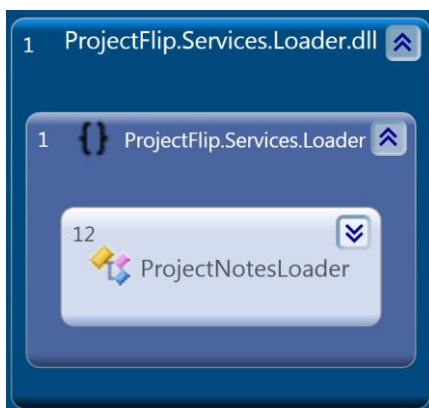 1 ProjectFlip.Services.Loader.dll
1 {} ProjectFlip.Services.Loader
12
ProjectNotesLoader